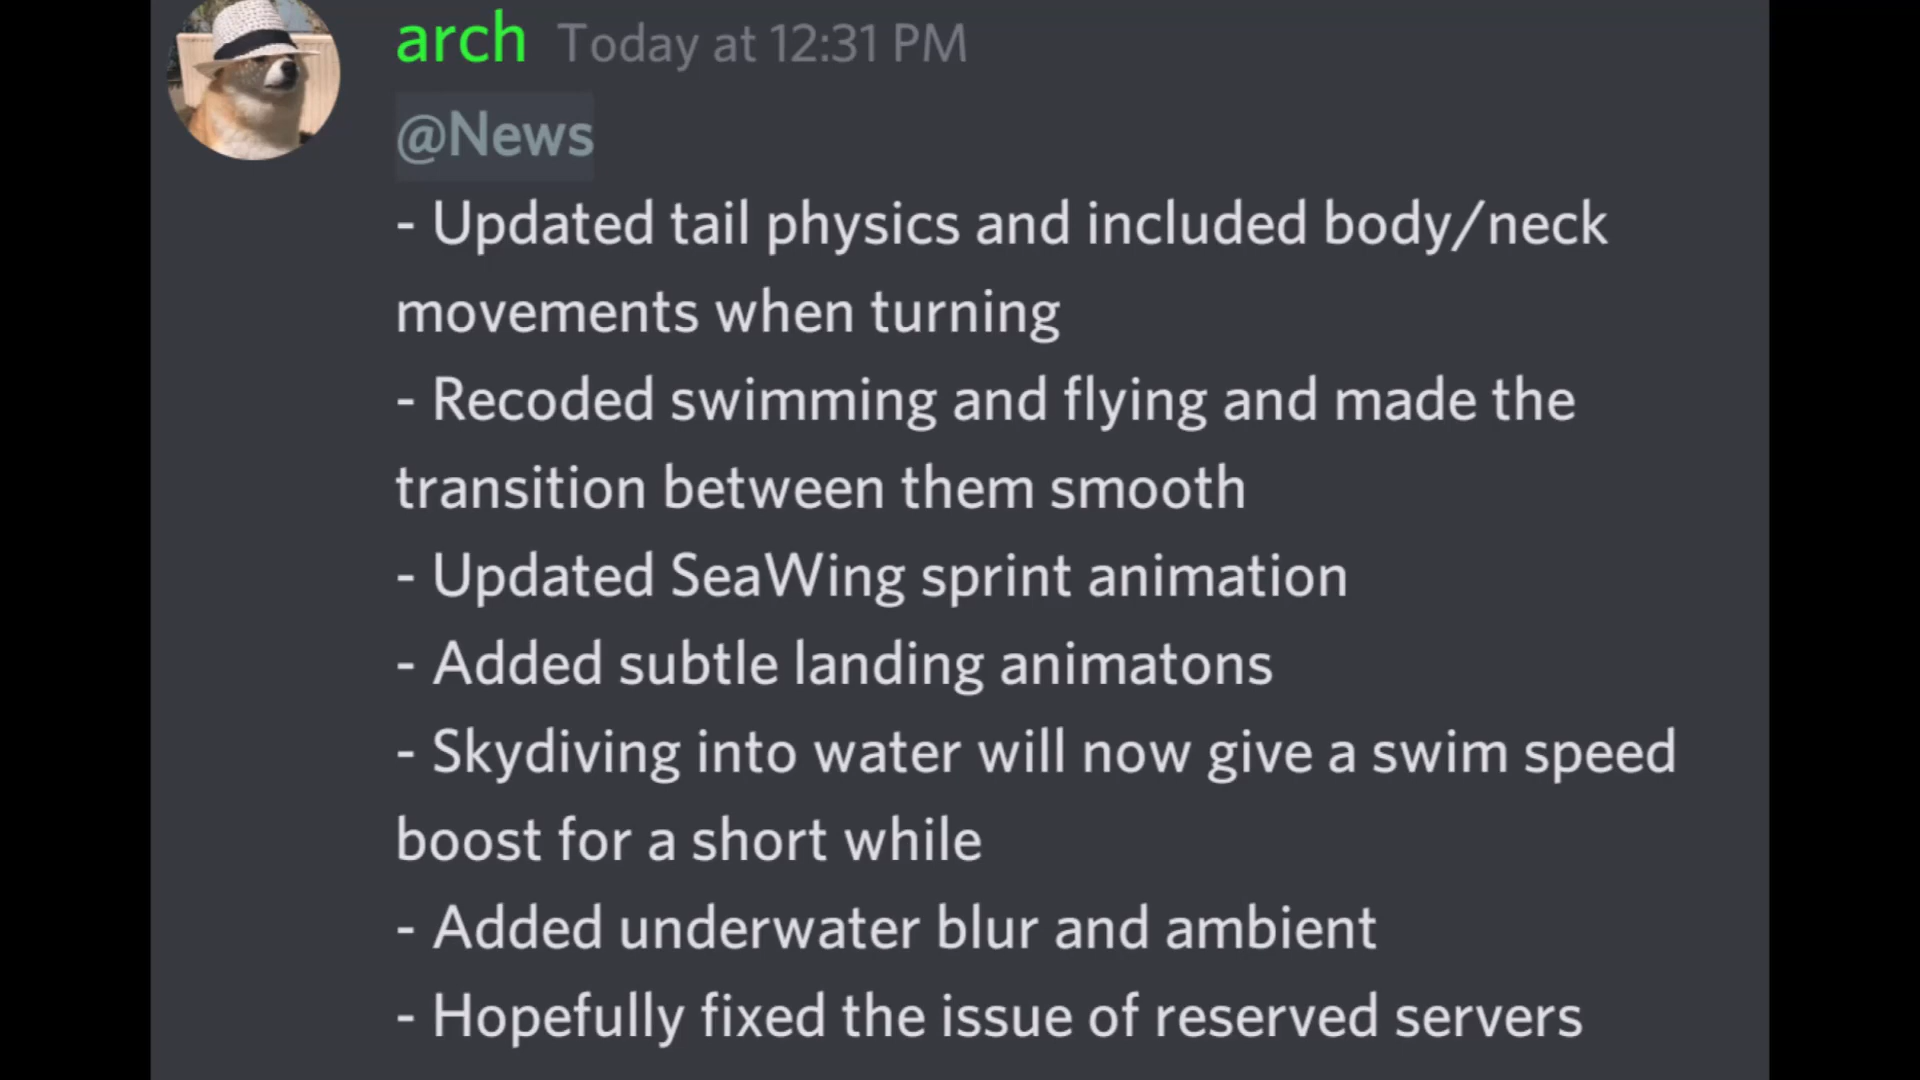 arch Today at 12:31 PM
@News
- Updated tail physics and included body/neck
movements when turning
- Recoded swimming and flying and made the
transition between them smooth
- Updated SeaWing sprint animation
- Added subtle landing animatons
- Skydiving into water will now give a swim speed
boost for a short while
- Added underwater blur and ambient
- Hopefully fixed the issue of reserved servers